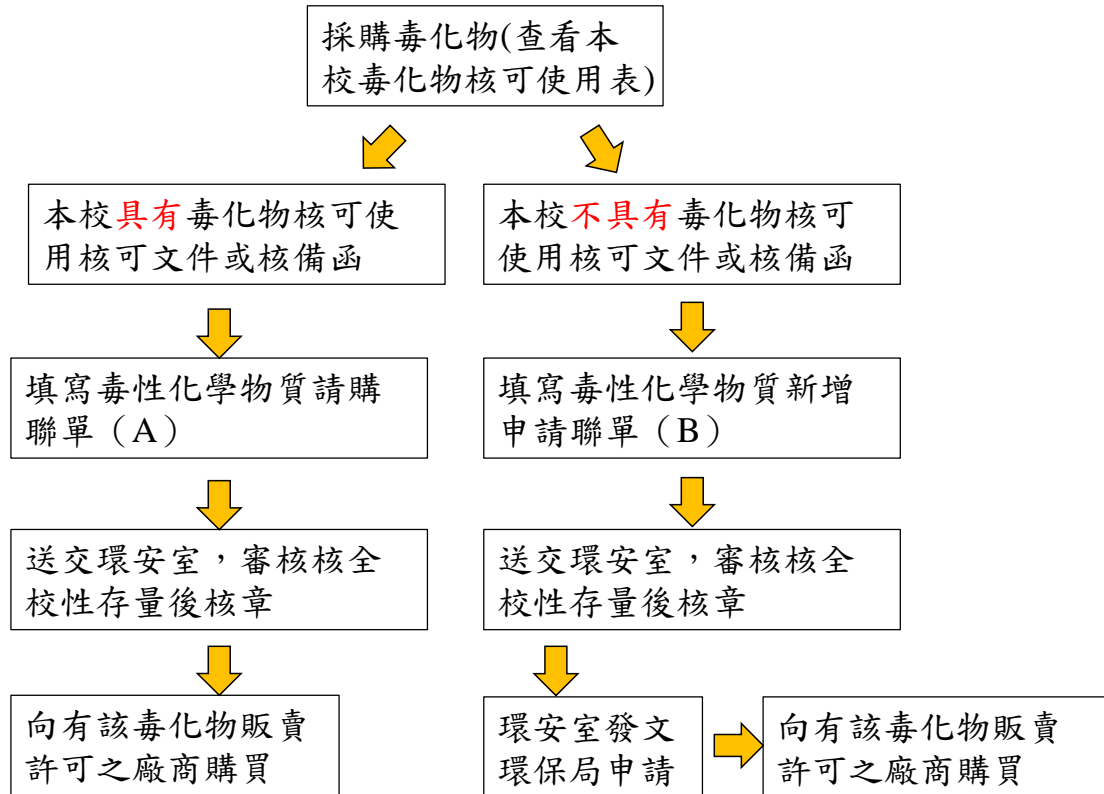 採購毒化物(查看本
校毒化物核可使用表)
本校具有毒化物核可使
用核可文件或核備函
本校不具有毒化物核可
使用核可文件或核備函
填寫毒性化學物質請購
聯單（A）
填寫毒性化學物質新增
申請聯單（B）
送交環安室，審核核全
校性存量後核章
送交環安室，審核核全
校性存量後核章
向有該毒化物販賣
許可之廠商購買
環安室發文
環保局申請
向有該毒化物販賣
許可之廠商購買